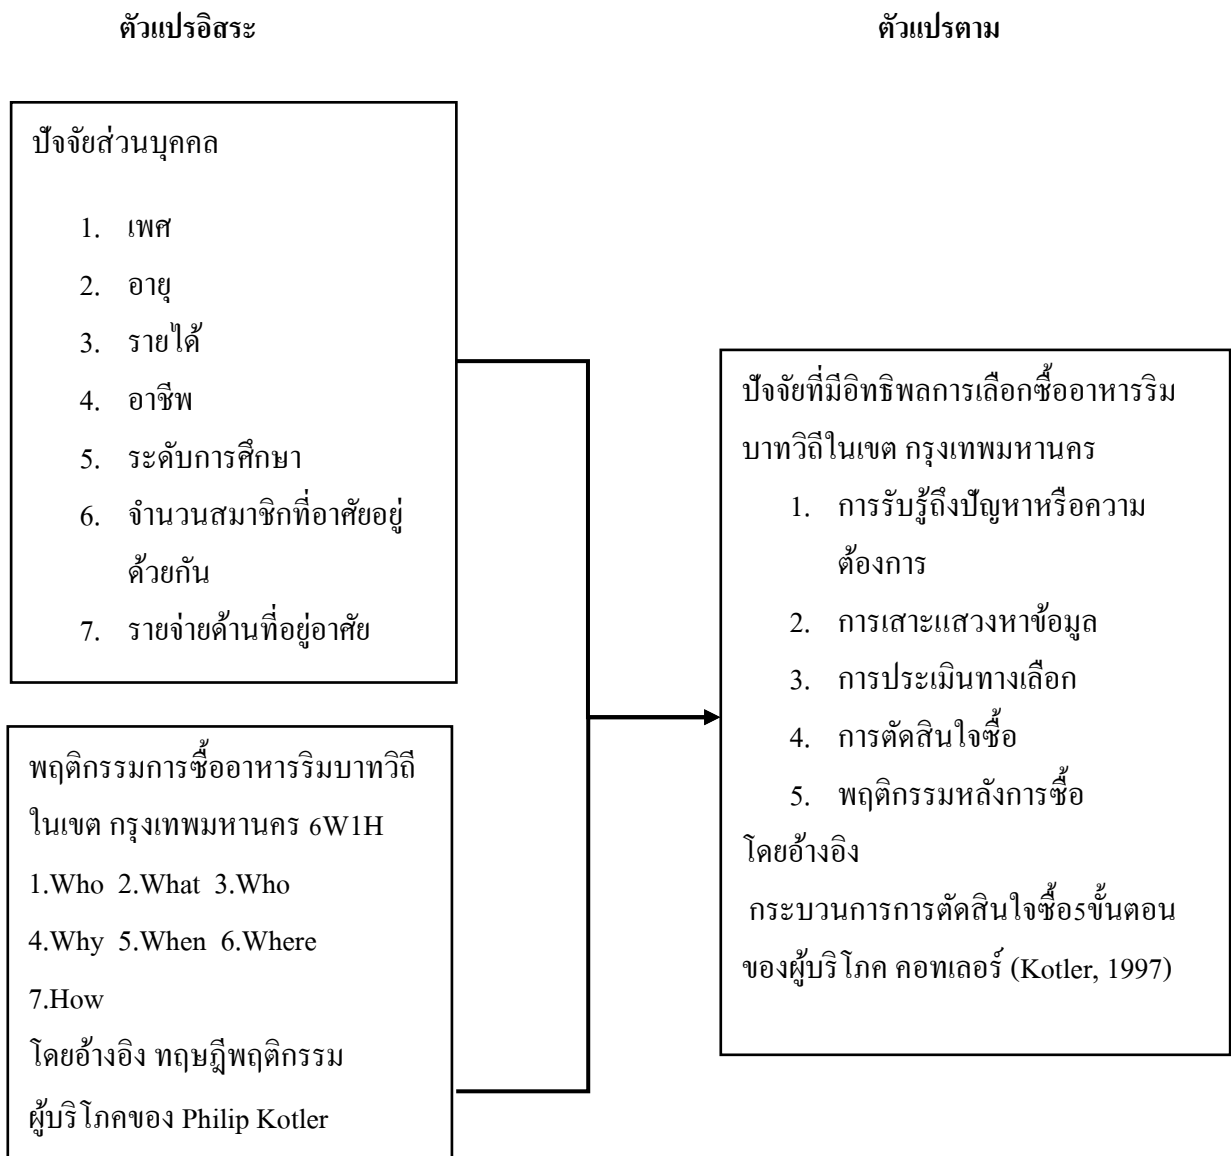 ตัวแปรอิสระ
ตัวแปรตาม
ปัจจัยส่วนบุคคล
1. เพศ
2. อายุ
3. รายได้
4. อาชีพ
5. ระดับการศึกษา
6. จำนวนสมาชิกที่อาศัยอยู่
ด้วยกัน
7. รายจ่ายด้านที่อยู่อาศัย
พฤติกรรมการซื้ออาหารริมบาทวิถี
ในเขต กรุงเทพมหานคร 6W1H
1.Who 2.What 3.Who
4.Why 5.When 6.Where
7.How
โดยอ้างอิง ทฤษฎีพฤติกรรม
ผู้บริโภคของ Philip Kotler
ปัจจัยที่มีอิทธิพลการเลือกซื้ออาหารริม
บาทวิถีในเขต กรุงเทพมหานคร
1. การรับรู้ถึงปัญหาหรือความ
ต้องการ
2. การเสาะแสวงหาข้อมูล
3. การประเมินทางเลือก
4. การตัดสินใจซื้อ
5. พฤติกรรมหลังการซื้อ
โดยอ้างอิง
กระบวนการการตัดสินใจซื้อ5ขั้นตอน
ของผู้บริโภค คอทเลอร์ (Kotler, 1997)